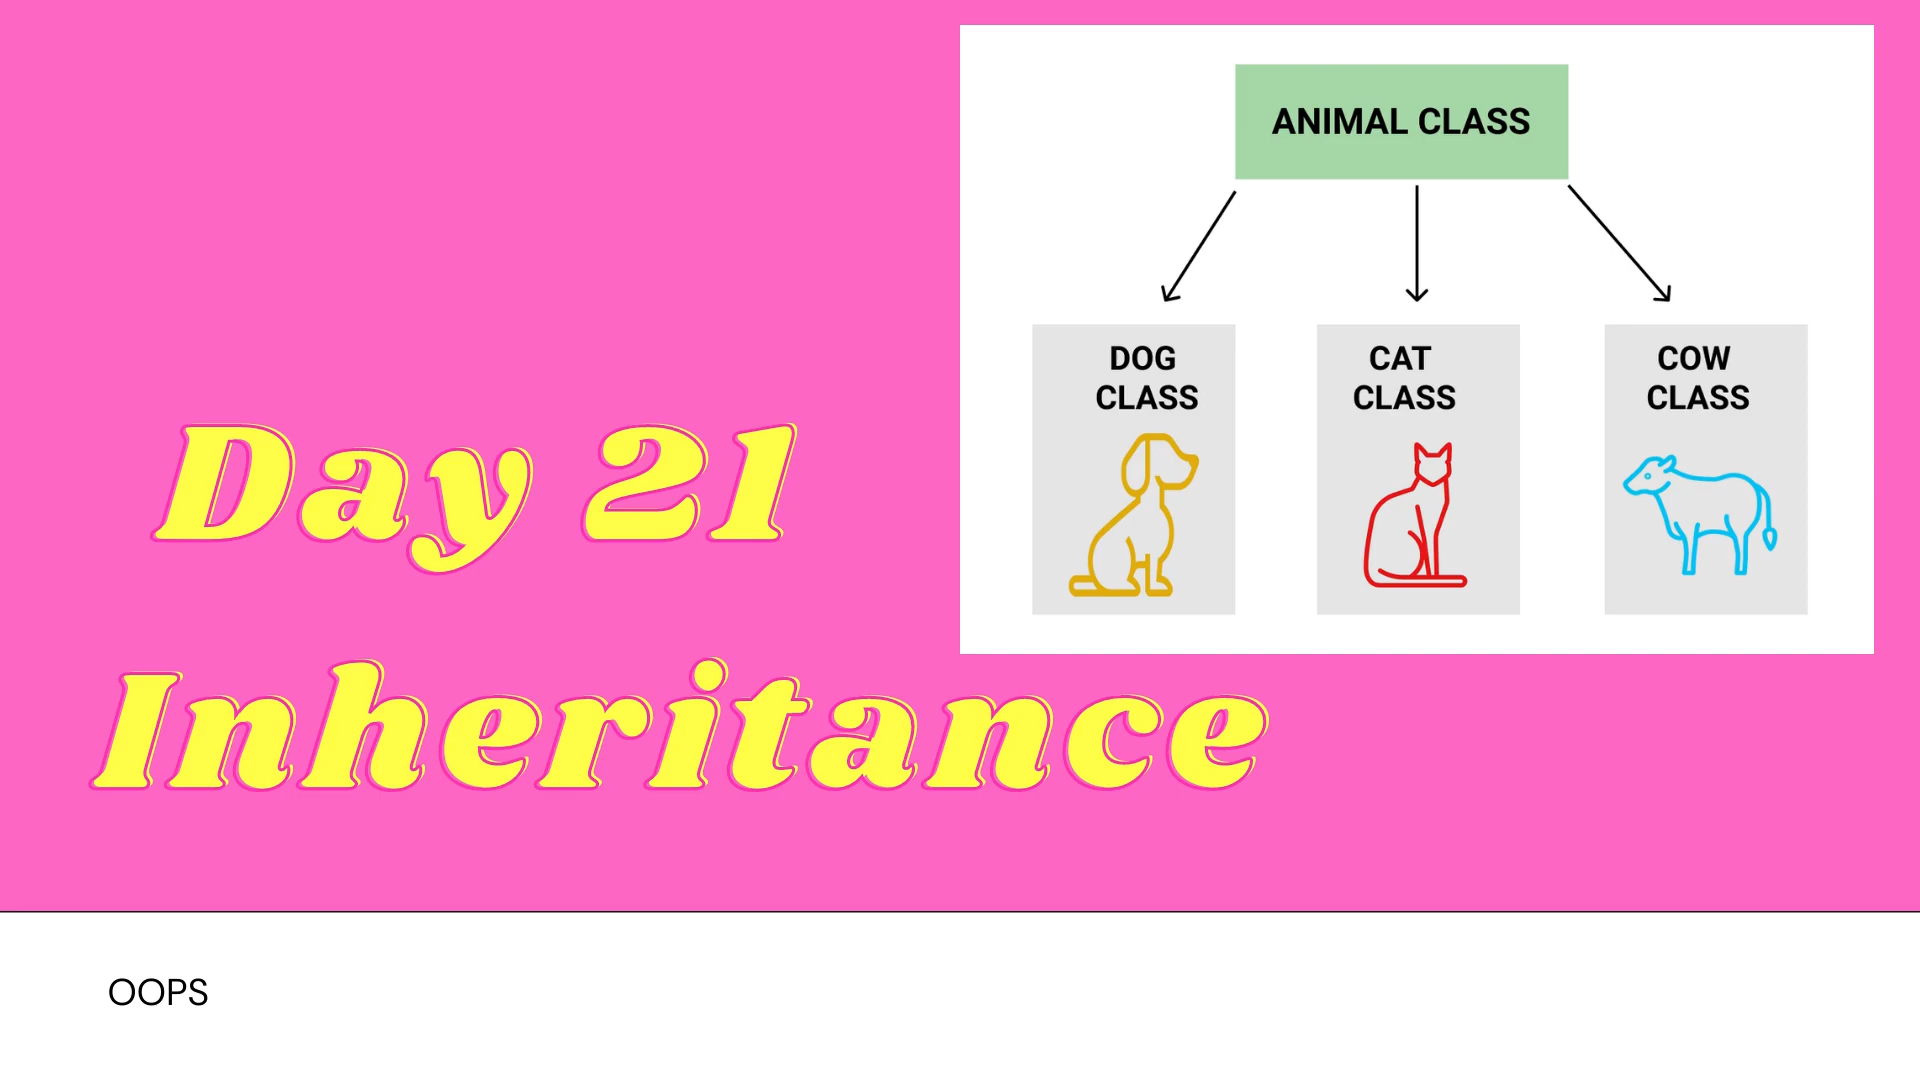 ANIMAL CLASS
DOG
CLASS
CAT
CLASS
COW
CLASS
Day 21
Inheritance
OOPS